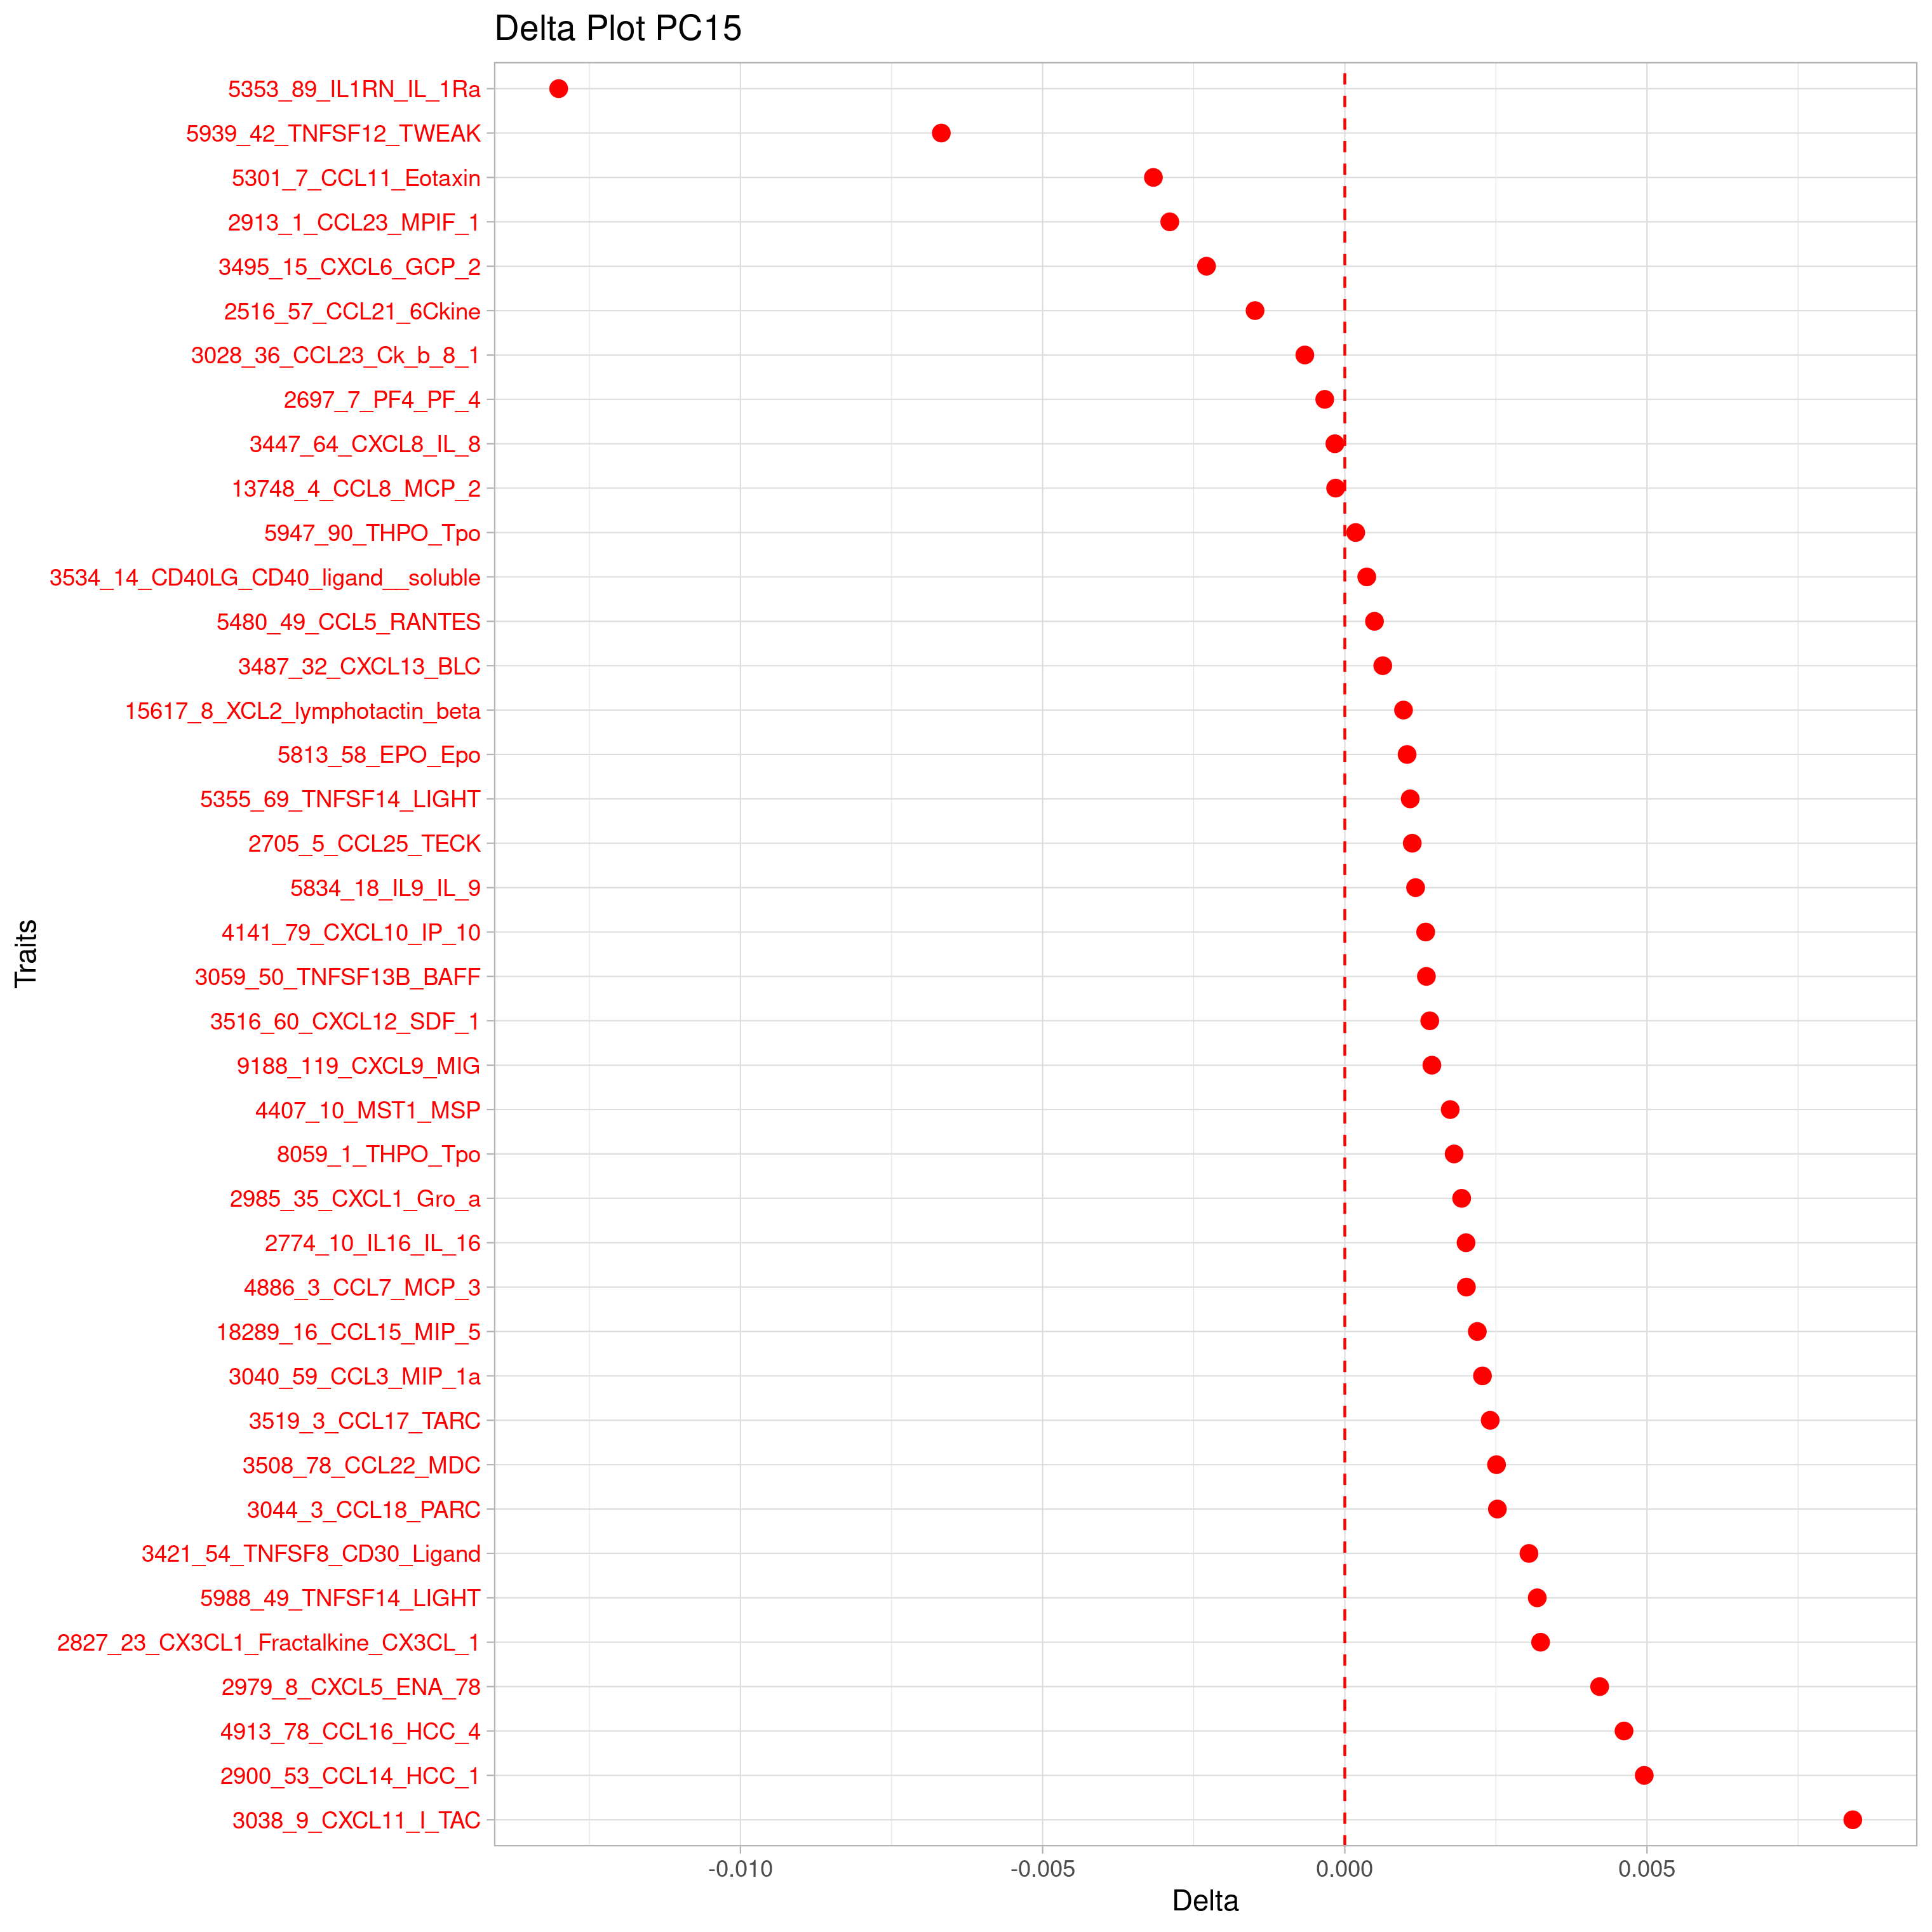 Delta Plot PC15
5353_89_IL1RN_IL_1Ra
5939_42_TNFSF12_TWEAK
5301_7_CCL11_Eotaxin
2913_1_CCL23_MPIF_1
3495_15_CXCL6_GCP_2
2516_57_CCL21_6Ckine
3028_36_CCL23_Ck_b_8_1
2697_7_PF4_PF_4
3447_64_CXCL8_IL_8
13748_4_CCL8_MCP_2
5947_90_THPO_Tpo
3534_14_CD40LG_CD40_ligand__soluble
5480_49_CCL5_RANTES
3487_32_CXCL13_BLC
15617_8_XCL2_lymphotactin_beta
5813_58_EPO_Epo
5355_69_TNFSF14_LIGHT
2705_5_CCL25_TECK
5834_18_IL9_IL_9
4141_79_CXCL10_IP_10
3059_50_TNFSF13B_BAFF
3516_60_CXCL12_SDF_1
9188_119_CXCL9_MIG
4407_10_MST1_MSP
8059_1_THPO_Tpo
2985_35_CXCL1_Gro_a
2774_10_IL16_IL_16
4886_3_CCL7_MCP_3
18289_16_CCL15_MIP_5
3040_59_CCL3_MIP_1a
3519_3_CCL17_TARC
3508_78_CCL22_MDC
3044_3_CCL18_PARC
3421_54_TNFSF8_CD30_Ligand
5988_49_TNFSF14_LIGHT
2827_23_CX3CL1_Fractalkine_CX3CL_1
2979_8_CXCL5_ENA_78
4913_78_CCL16_HCC_4
2900_53_CCL14_HCC_1
3038_9_CXCL11_I_TAC
Traits
-0.010 -0.005 0.000 0.005
Delta